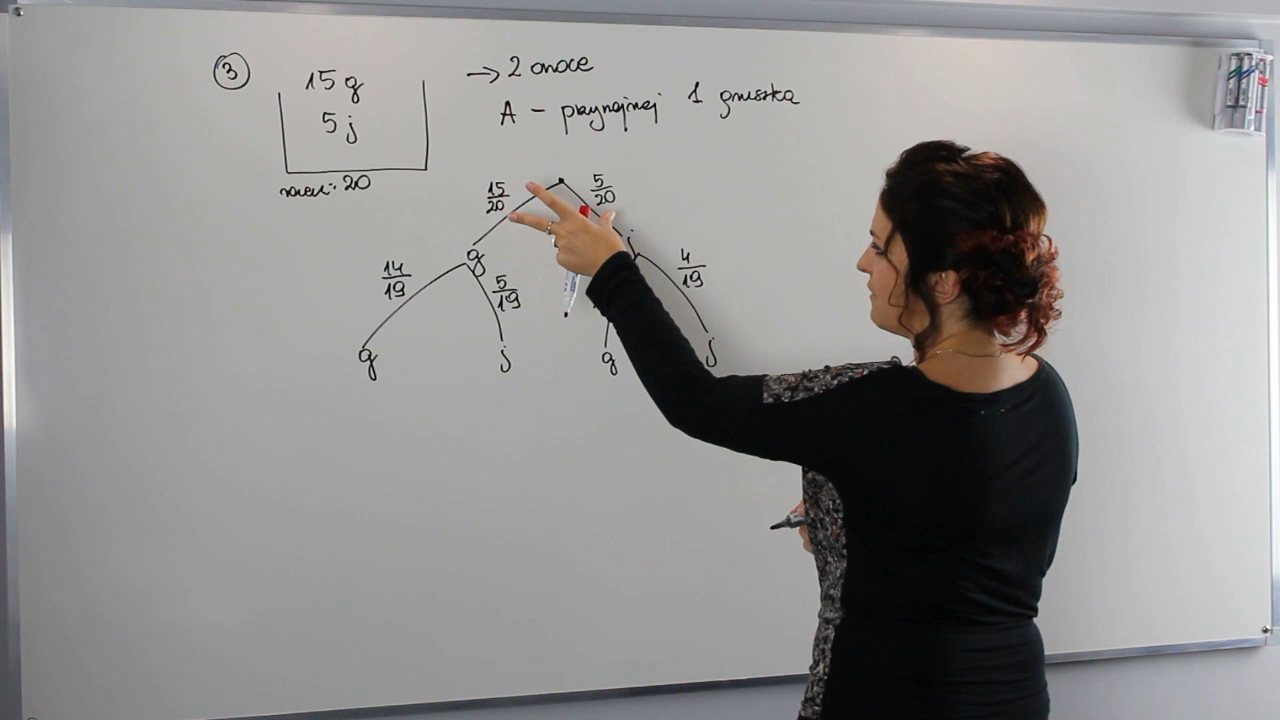 3
15 g
5 j
razem: 20
→ 2 owoce
A - przynajmniej 1 gruszka
15/20
5/20
g
j
14/19
5/19
4/19
g
j
g
j